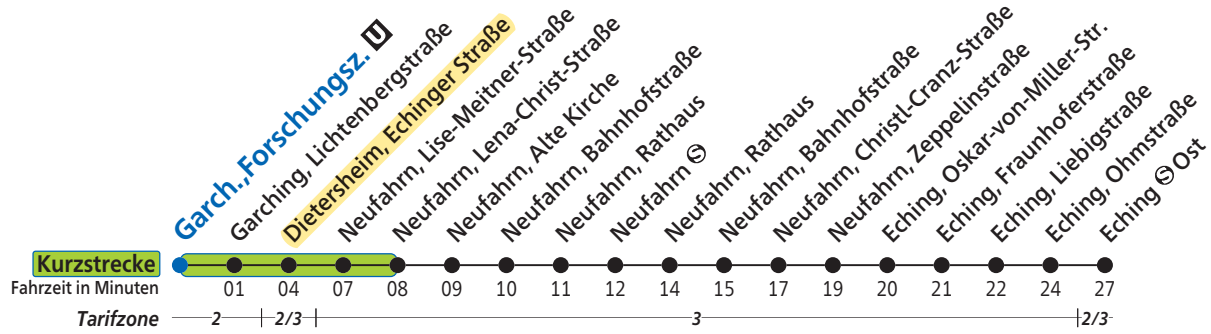 Garch.,Forschungsz. U
Garching, Lichtenbergstraße
Dietersheim, Echinger Straße
Neufahrn, Lise-Meitner-Straße
Neufahrn, Lena-Christ-Straße
Neufahrn, Alte Kirche
Neufahrn, Bahnhofstraße
Neufahrn, Rathaus
Neufahrn S
Neufahrn, Rathaus
Neufahrn, Bahnhofstraße
Neufahrn, Christl-Cranz-Straße
Neufahrn, Zeppelinstraße
Eching, Oskar-von-Miller-Str.
Eching, Fraunhoferstraße
Eching, Liebigstraße
Eching, Ohmstraße
Eching S Ost
Kurzstrecke
Fahrzeit in Minuten 01 04 07 08 09 10 11 12 14 15 17 19 20 21 22 24 27
Tarifzone 2 2/3 3 2/3